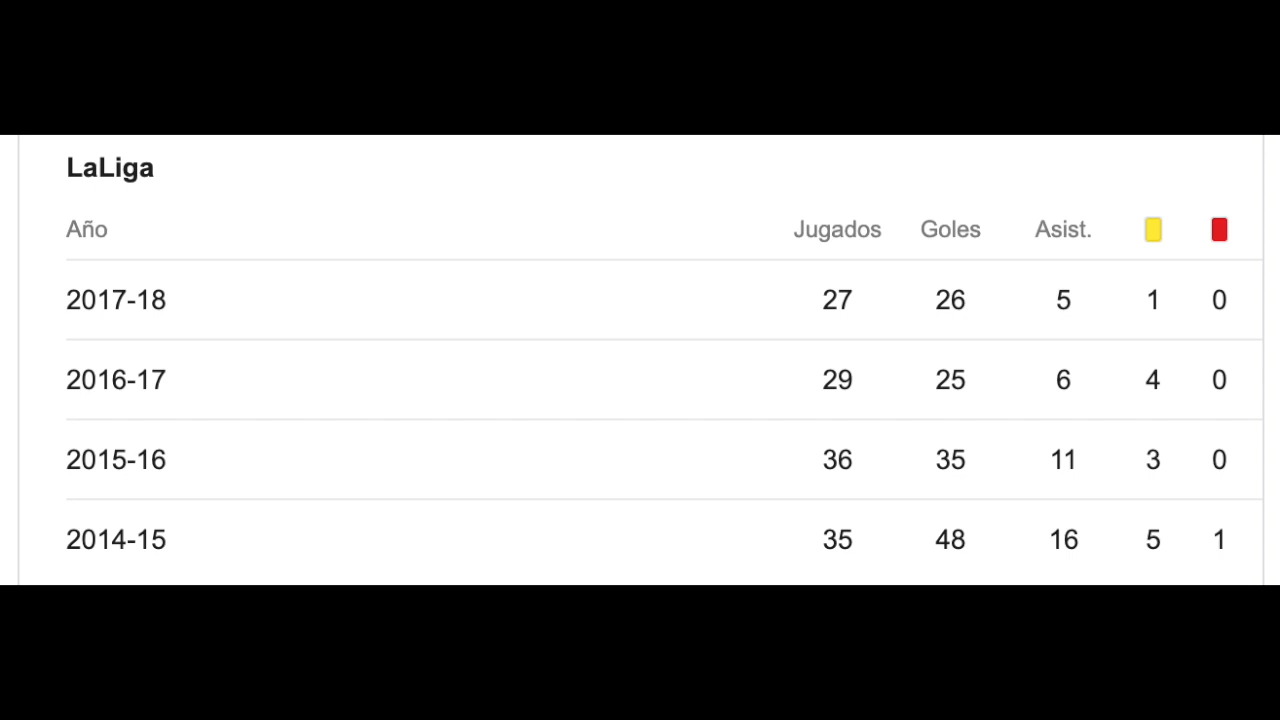 LaLiga
Año Jugados Goles Asist.
2017-18 27 26 5 1 0
2016-17 29 25 6 4 0
2015-16 36 35 11 3 0
2014-15 35 48 16 5 1